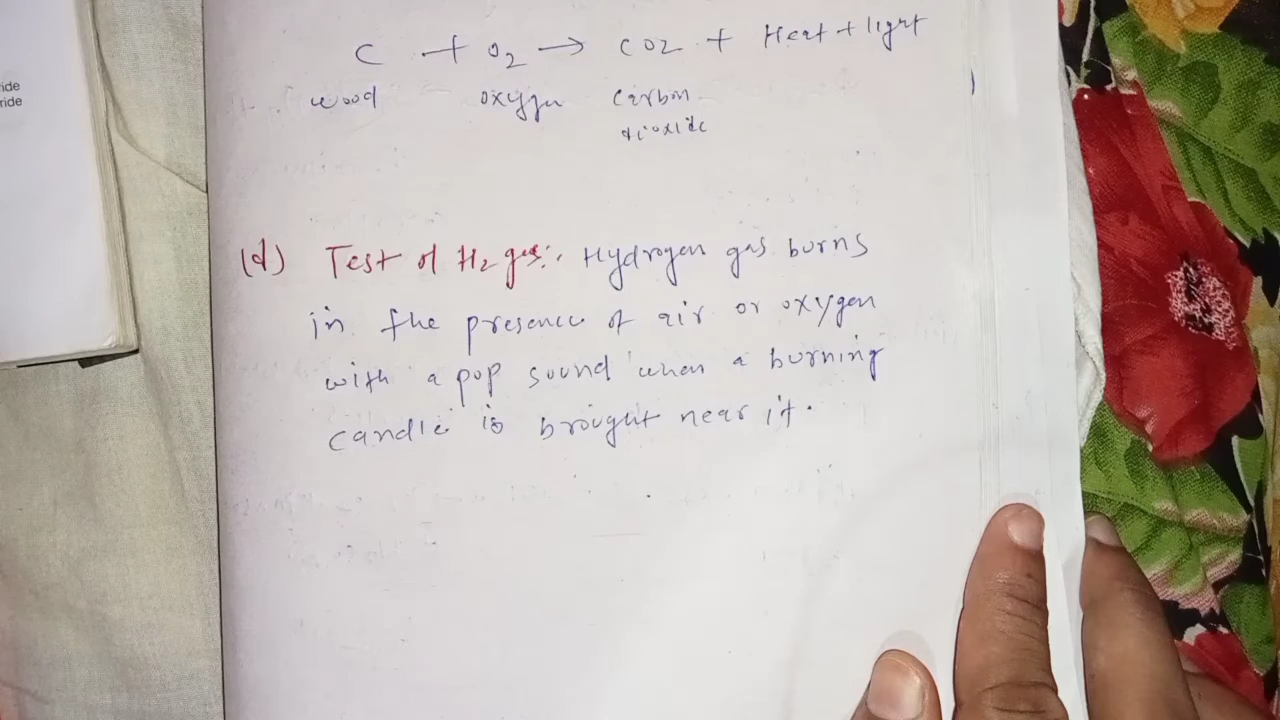 ide
ride
C + O2 → CO2 + Heat + light
wood oxygen carbon
dioxide
(d) Test of H2 gas:. Hydrogen gas burns
in the presence of air or oxygen
with a pop sound when a burning
candle is brought near it.